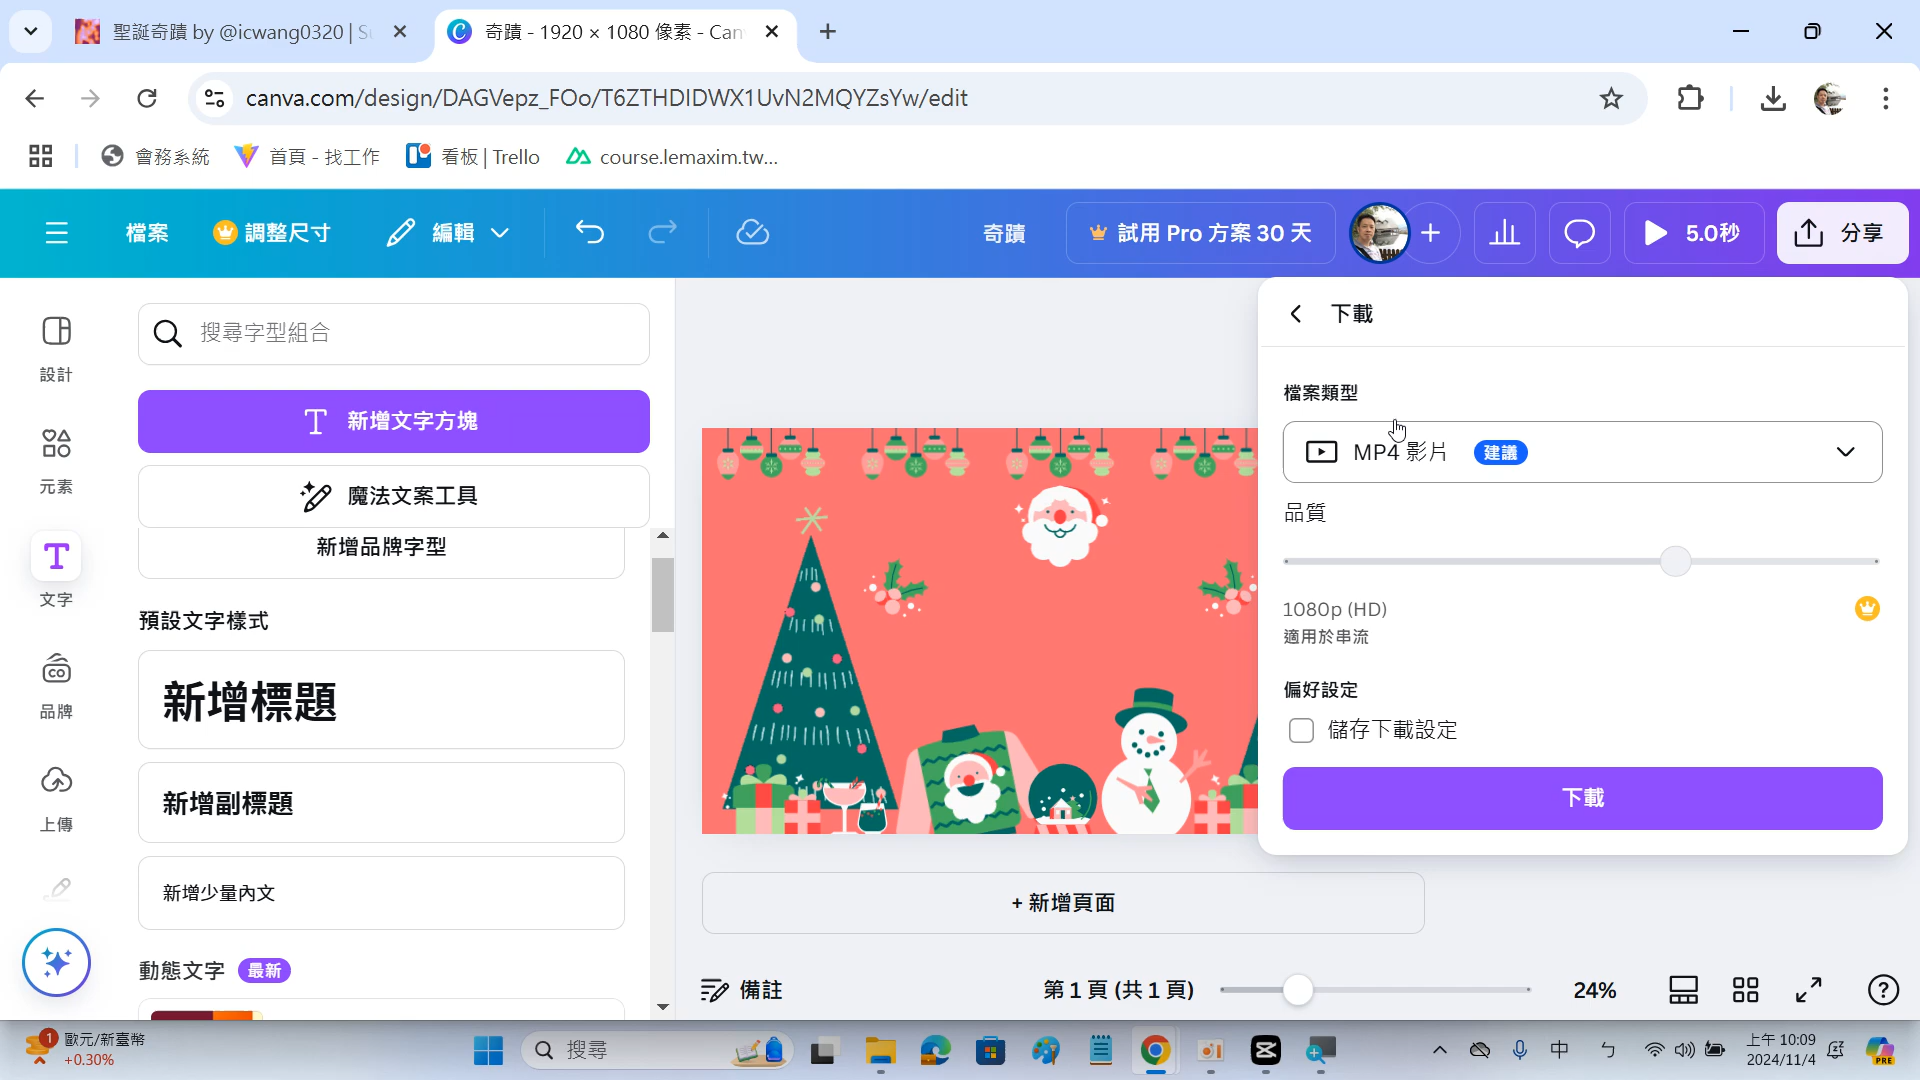 聖誕奇蹟 by @icwang0320 | S
奇蹟 - 1920 × 1080 像素 - Can
canva.com/design/DAGVepz_FOo/T6ZTHDIDWX1UvN2MQYZsYw/edit
會務系統
首頁 - 找工作
看板 | Trello
course.lemaxim.tw...
檔案
調整尺寸
編輯
奇蹟
試用 Pro 方案 30 天
5.0秒
分享
設計
元素
文字
品牌
上傳
搜尋字型組合
新增文字方塊
魔法文案工具
新增品牌字型
預設文字樣式
新增標題
新增副標題
新增少量內文
動態文字
最新
下載
檔案類型
MP4 影片
建議
品質
1080p (HD)
適用於串流
偏好設定
儲存下載設定
下載
+ 新增頁面
備註
第 1 頁 (共 1 頁)
24%
1
歐元/新臺幣
+0.30%
搜尋
中
ㄅ
上午 10:09
2024/11/4
PRE